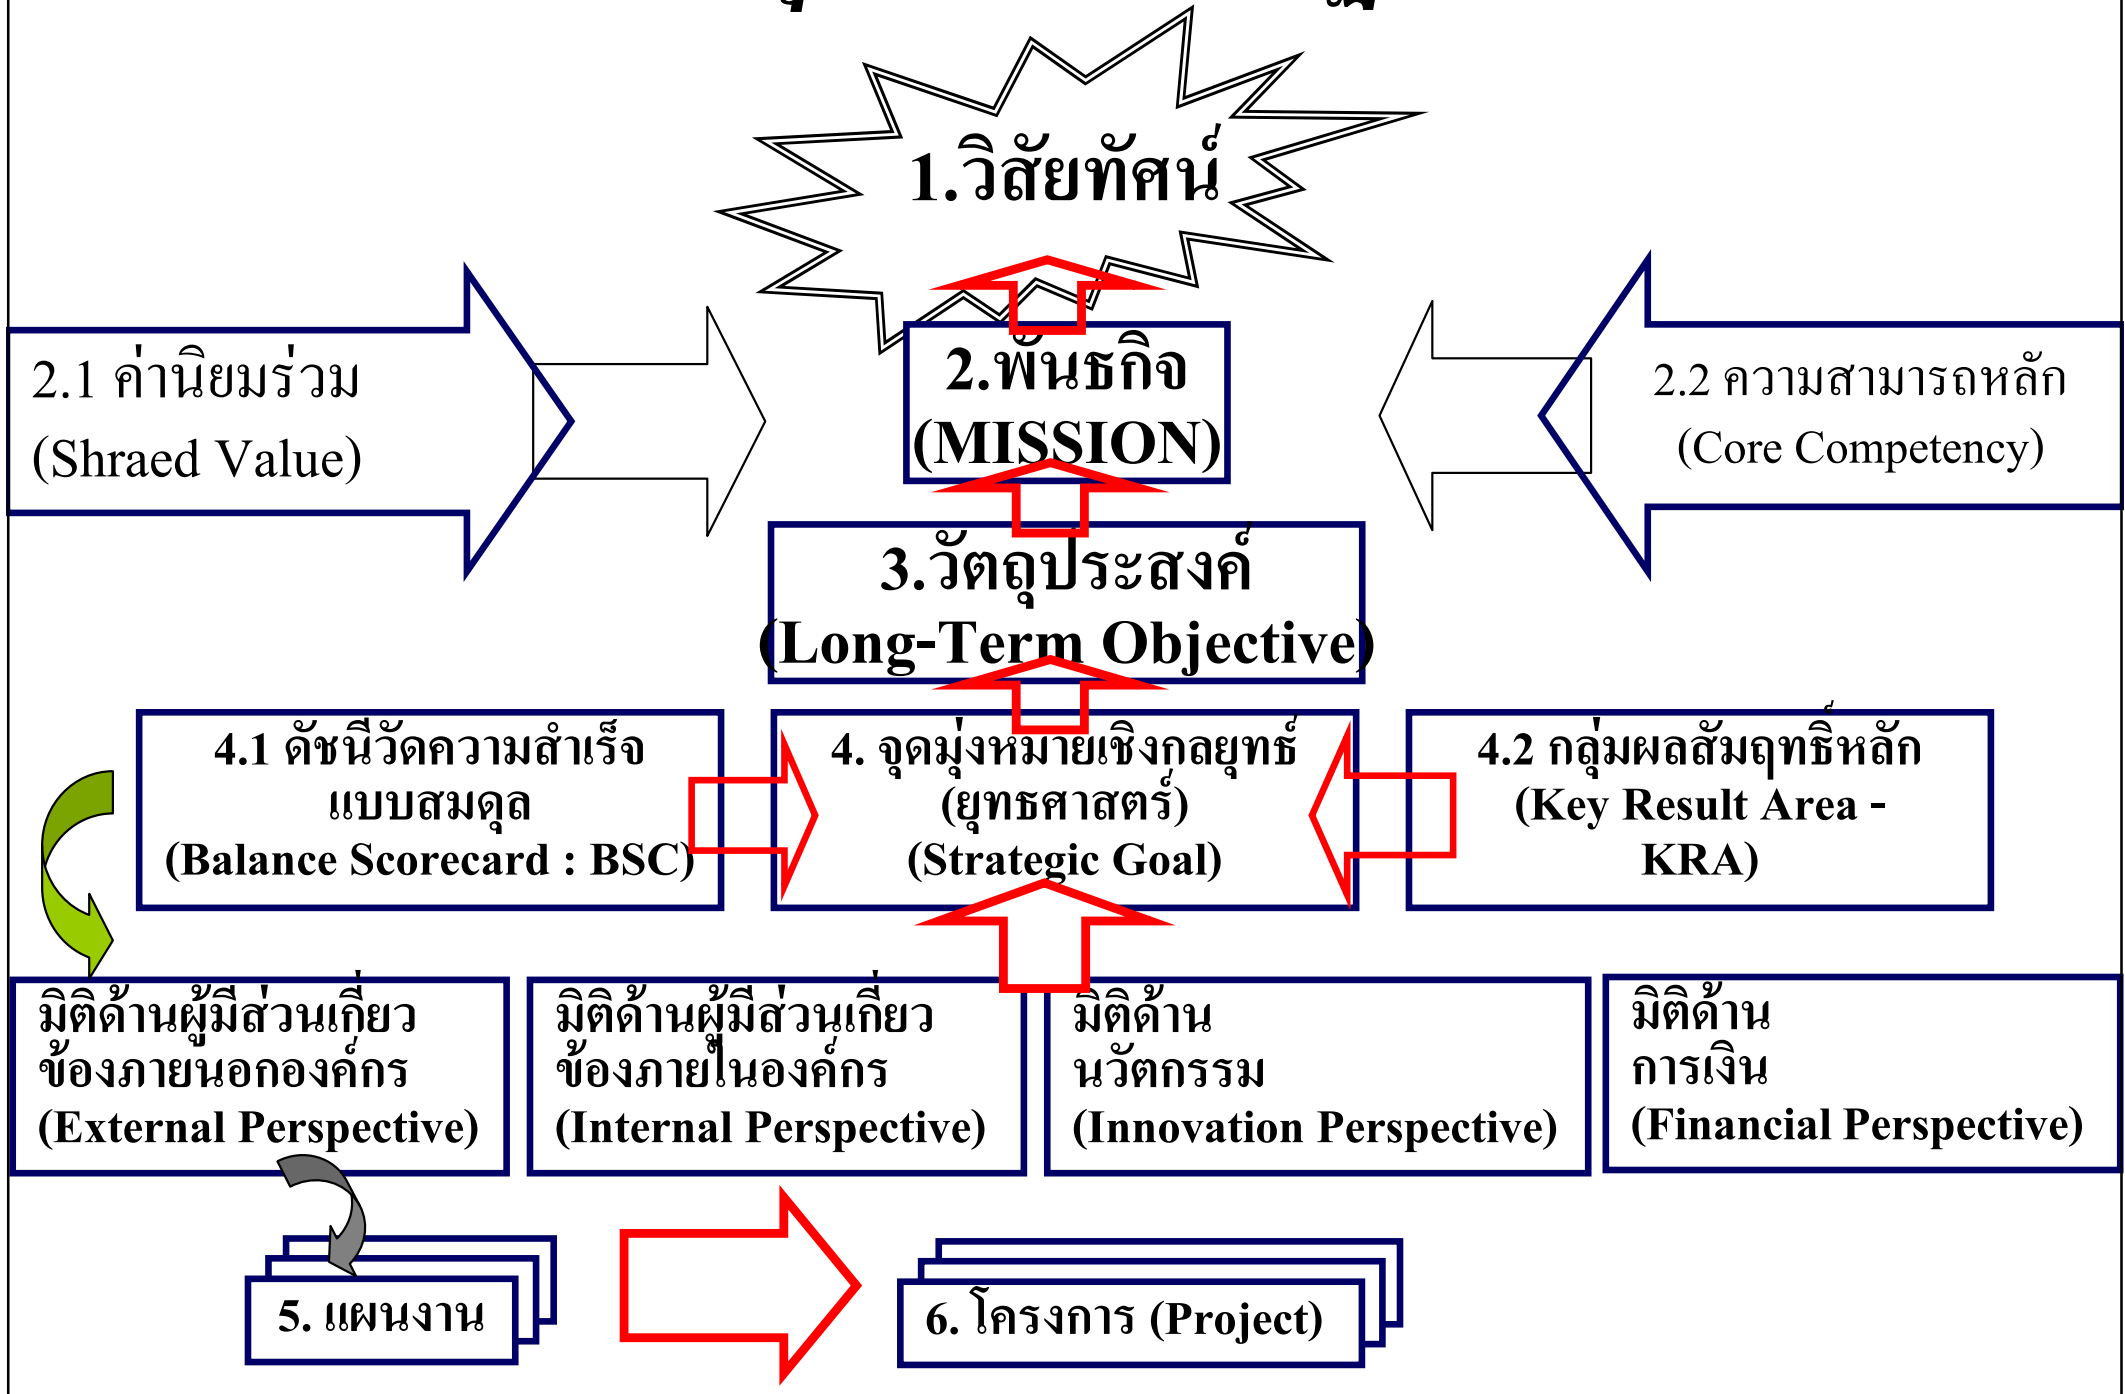 1.วิสัยทัศน์
2.1 ค่านิยมร่วม
(Shraed Value)
2.พันธกิจ
(MISSION)
2.2 ความสามารถหลัก
(Core Competency)
3.วัตถุประสงค์
(Long-Term Objective)
4.1 ดัชนีวัดความสำเร็จ
แบบสมดุล
(Balance Scorecard : BSC)
4. จุดมุ่งหมายเชิงกลยุทธ์
(ยุทธศาสตร์)
(Strategic Goal)
4.2 กลุ่มผลสัมฤทธิ์หลัก
(Key Result Area -
KRA)
มิติด้านผู้มีส่วนเกี่ยว
ข้องภายนอกองค์กร
(External Perspective)
มิติด้านผู้มีส่วนเกี่ยว
ข้องภายในองค์กร
(Internal Perspective)
มิติด้าน
นวัตกรรม
(Innovation Perspective)
มิติด้าน
การเงิน
(Financial Perspective)
5. แผนงาน
6. โครงการ (Project)